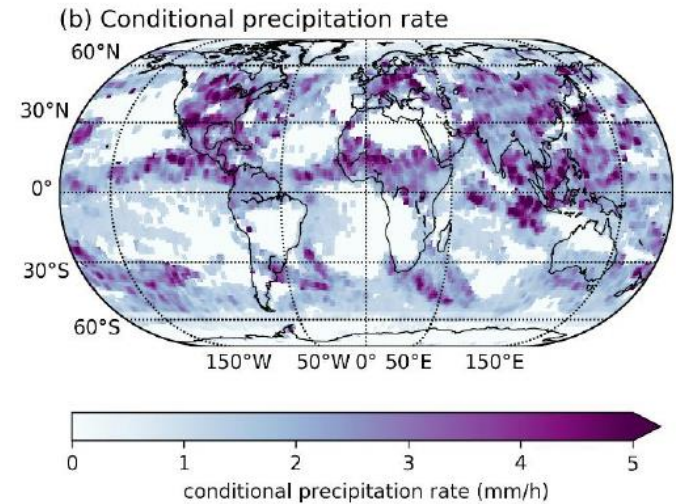 (b) Conditional precipitation rate
60°N
30°N
0°
30°S
60°S
150°W 50°W 0° 50°E 150°E
0 1 2 3 4 5
conditional precipitation rate (mm/h)